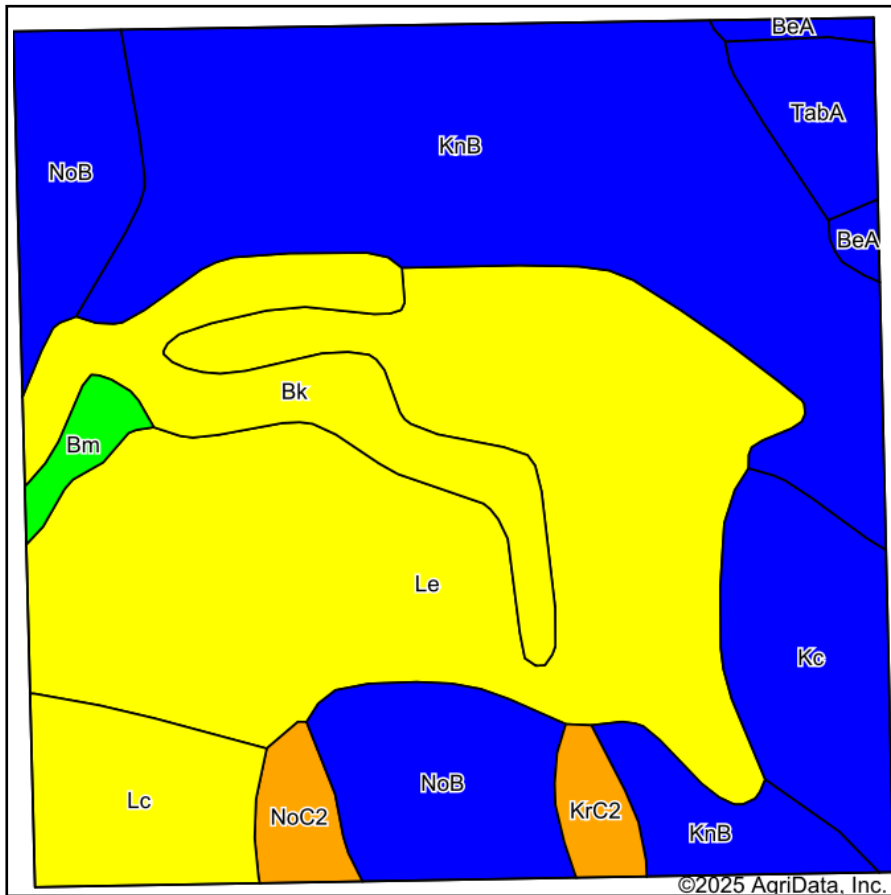 BeA
TabA
KnB
NoB
BeA
Bk
Bm
Le
Kc
NoB
Lc
KrC2
NoC2
KnB
©2025 AgriData, Inc.